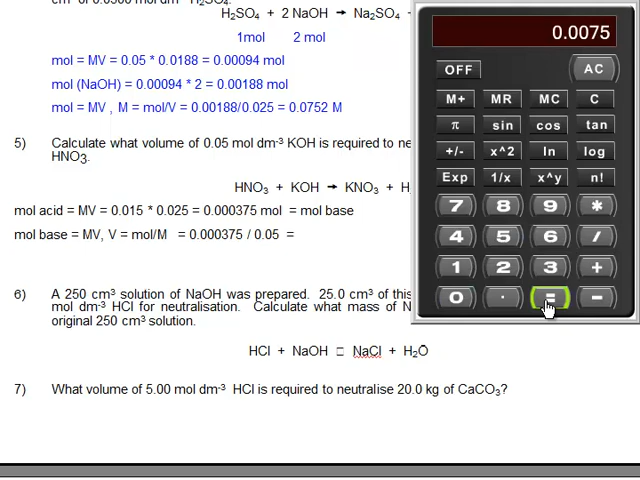 cm³ of 0.0500 mol dm⁻³ H₂SO₄.
H₂SO₄ + 2 NaOH → Na₂SO₄ +
1mol 2 mol
mol = MV = 0.05 * 0.0188 = 0.00094 mol
mol (NaOH) = 0.00094 * 2 = 0.00188 mol
mol = MV , M = mol/V = 0.00188/0.025 = 0.0752 M
5) Calculate what volume of 0.05 mol dm⁻³ KOH is required to ne
HNO₃.
HNO₃ + KOH → KNO₃ + H
mol acid = MV = 0.015 * 0.025 = 0.000375 mol = mol base
mol base = MV, V = mol/M = 0.000375 / 0.05 =
6) A 250 cm³ solution of NaOH was prepared. 25.0 cm³ of this
mol dm⁻³ HCl for neutralisation. Calculate what mass of N
original 250 cm³ solution.
HCl + NaOH □ NaCl + H₂O
7) What volume of 5.00 mol dm⁻³ HCl is required to neutralise 20.0 kg of CaCO₃?
0.0075
OFF AC
M+ MR MC C
π sin cos tan
+/- x^2 ln log
Exp 1/x x^y n!
7 8 9 *
4 5 6 /
1 2 3 +
0 . = -